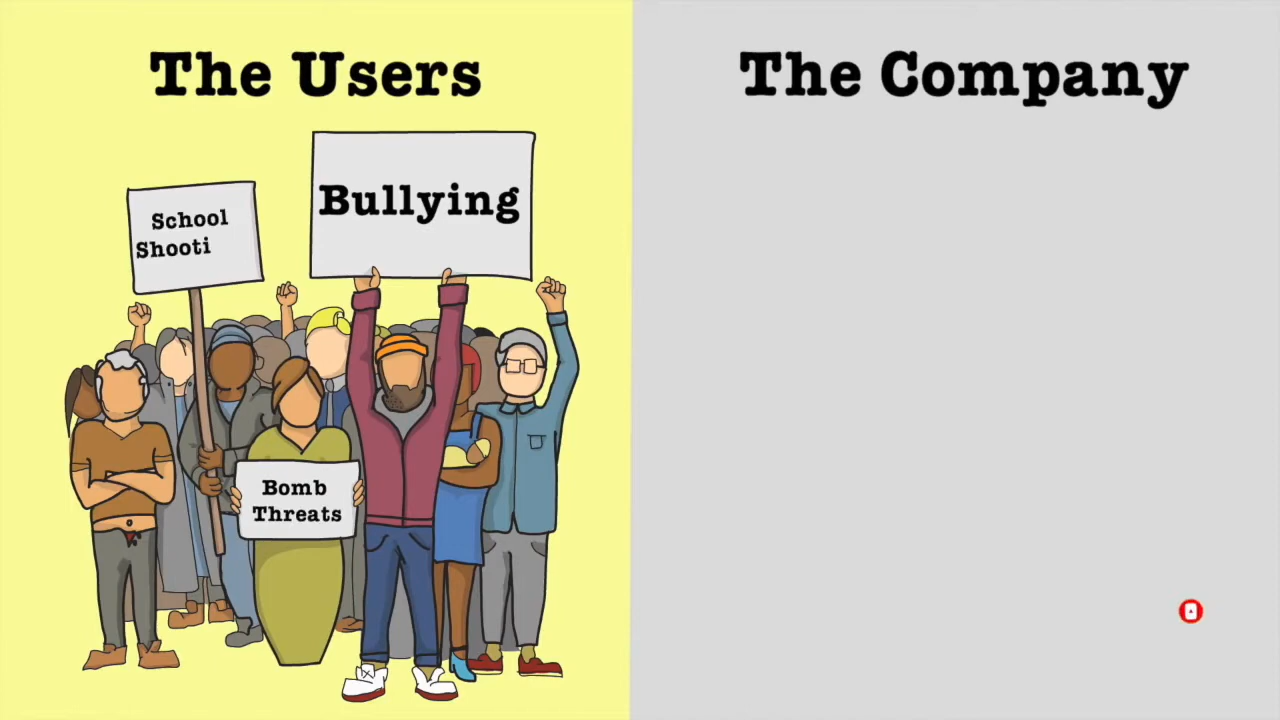 The Users
The Company
Bullying
School
Shooti
Bomb
Threats